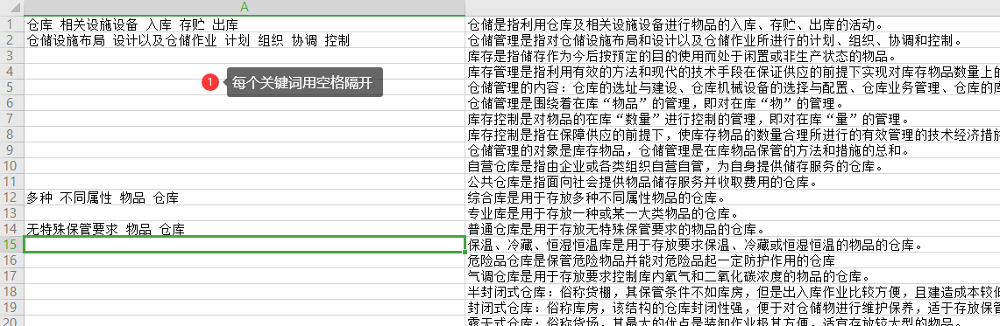 A
1 仓库 相关设施设备 入库 存贮 出库 仓储是指利用仓库及相关设施设备进行物品的入库、存贮、出库的活动。
2 仓储设施布局 设计以及仓储作业 计划 组织 协调 控制 仓储管理是指对仓储设施布局和设计以及仓储作业所进行的计划、组织、协调和控制。
3 库存是指储存作为今后按预定的目的使用而处于闲置或非生产状态的物品。
4 库存管理是指利用有效的方法和现代的技术手段在保证供应的前提下实现对库存物品数量上的
1 每个关键词用空格隔开
5 仓储管理的内容：仓库的选址与建设、仓库机械设备的选择与配置、仓库业务管理、仓库的库
6 仓储管理是围绕着在库“物品”的管理，即对在库“物”的管理。
7 库存控制是对物品的在库“数量”进行控制的管理，即对在库“量”的管理。
8 库存控制是指在保障供应的前提下，使库存物品的数量合理所进行的有效管理的技术经济措施
9 仓储管理的对象是库存物品，仓储管理是在库物品保管的方法和措施的总和。
10 自营仓库是指由企业或各类组织自营自管，为自身提供储存服务的仓库。
11 公共仓库是指面向社会提供物品储存服务并收取费用的仓库。
12 多种 不同属性 物品 仓库 综合库是用于存放多种不同属性物品的仓库。
13 专业库是用于存放一种或某一大类物品的仓库。
14 无特殊保管要求 物品 仓库 普通仓库是用于存放无特殊保管要求的物品的仓库。
15 保温、冷藏、恒湿恒温库是用于存放要求保温、冷藏或恒湿恒温的物品的仓库。
16 危险品仓库是保管危险物品并能对危险品起一定防护作用的仓库
17 气调仓库是用于存放要求控制库内氧气和二氧化碳浓度的物品的仓库。
18 半封闭式仓库：俗称货棚，其保管条件不如库房，但是出入库作业比较方便，且建造成本较低
19 封闭式仓库：俗称库房，该结构的仓库封闭性强，便于对仓储物进行维护保养，适于存放保管
20 露天式仓库：俗称货场，其最大的优点是装卸作业极其方便，适宜存放较大型的物品。